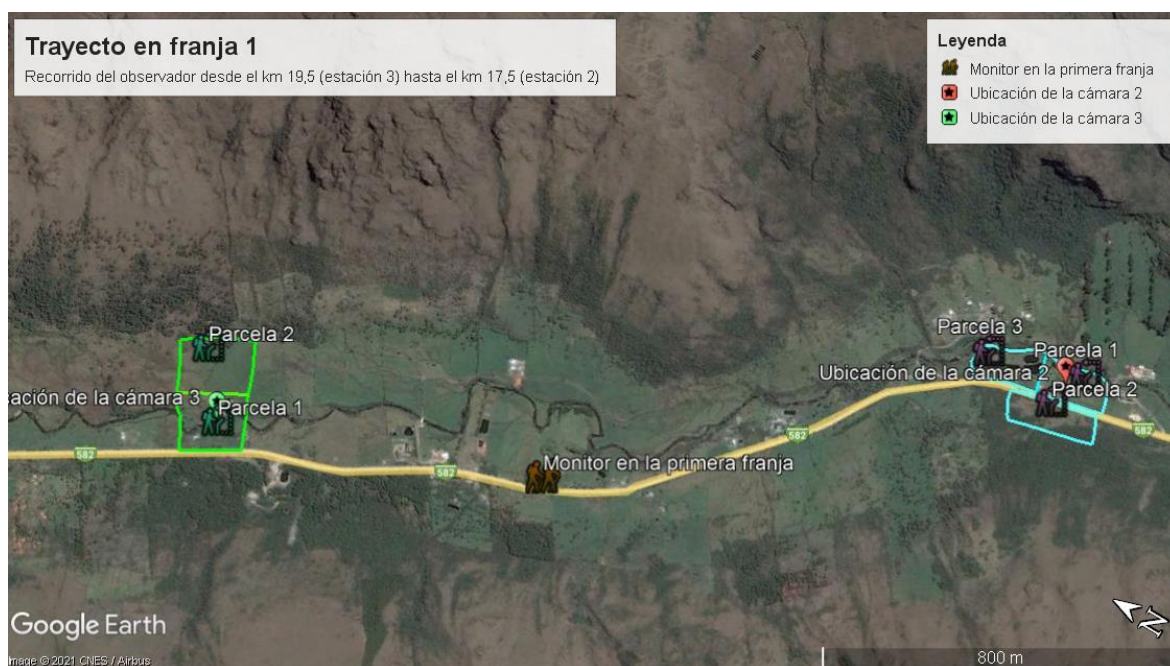 Trayecto en franja 1
Recorrido del observador desde el km 19,5 (estación 3) hasta el km 17,5 (estación 2)
Leyenda
Monitor en la primera franja
Ubicación de la cámara 2
Ubicación de la cámara 3
Parcela 2
Parcela 3
Parcela 1
Ubicación de la cámara 2
Parcela 2
cación de la cámara 3
Parcela 1
582
582
582
582
Monitor en la primera franja
Google Earth
Image © 2021 CNES / Airbus
N
800 m